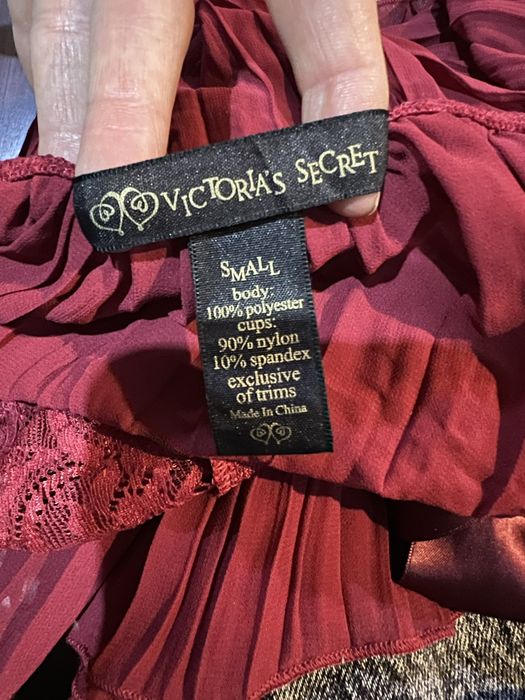 VICTORIA'S SECRET
SMALL
body:
100% polyester
cups:
90% nylon
10% spandex
exclusive
of trims
Made In China